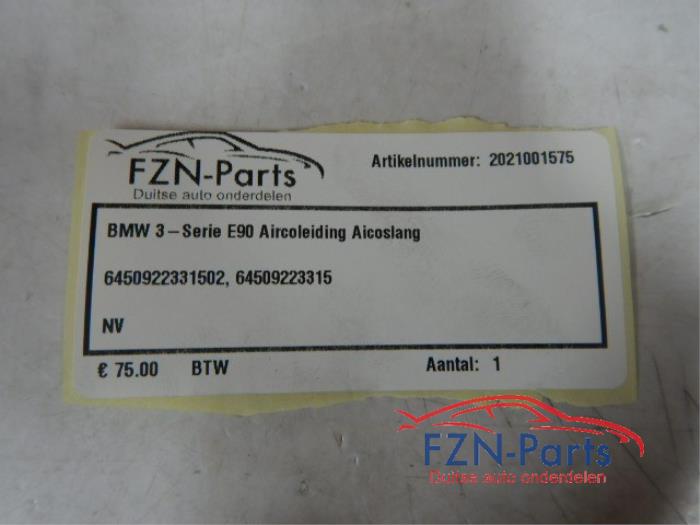 FZN-Parts
Duitse auto onderdelen
Artikelnummer: 2021001575
BMW 3-Serie E90 Aircoleiding Aicoslang
6450922331502, 64509223315
NV
€ 75.00 BTW Aantal: 1
FZN-Parts
Duitse auto onderdelen